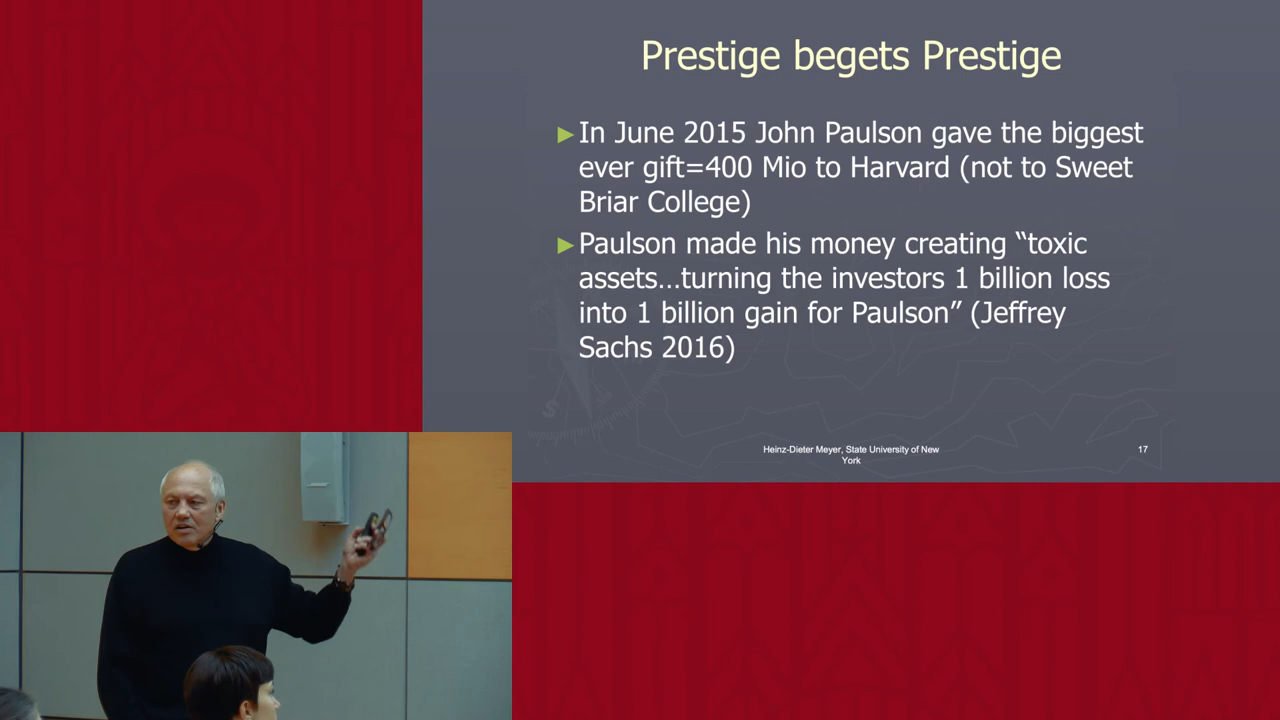 Prestige begets Prestige
►In June 2015 John Paulson gave the biggest
ever gift=400 Mio to Harvard (not to Sweet
Briar College)
►Paulson made his money creating “toxic
assets…turning the investors 1 billion loss
into 1 billion gain for Paulson” (Jeffrey
Sachs 2016)
Heinz-Dieter Meyer, State University of New
York
17